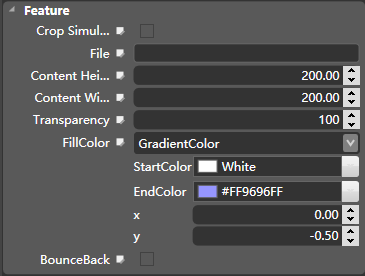 Feature
Crop Simul...
File
Content Hei... 200.00
Content Wi... 200.00
Transparency 100
FillColor GradientColor
StartColor White
EndColor #FF9696FF
x 0.00
y -0.50
BounceBack